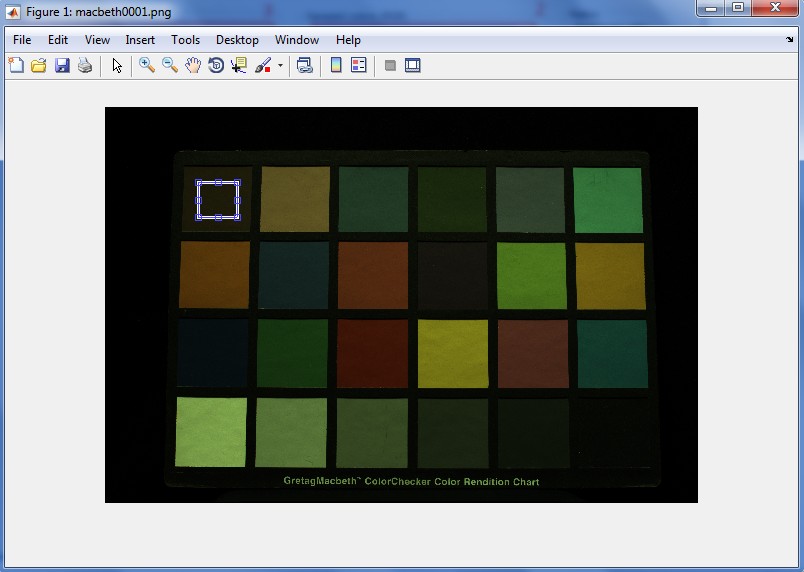 Figure 1: macbeth0001.png
File Edit View Insert Tools Desktop Window Help
GretagMacbeth™ ColorChecker Color Rendition Chart